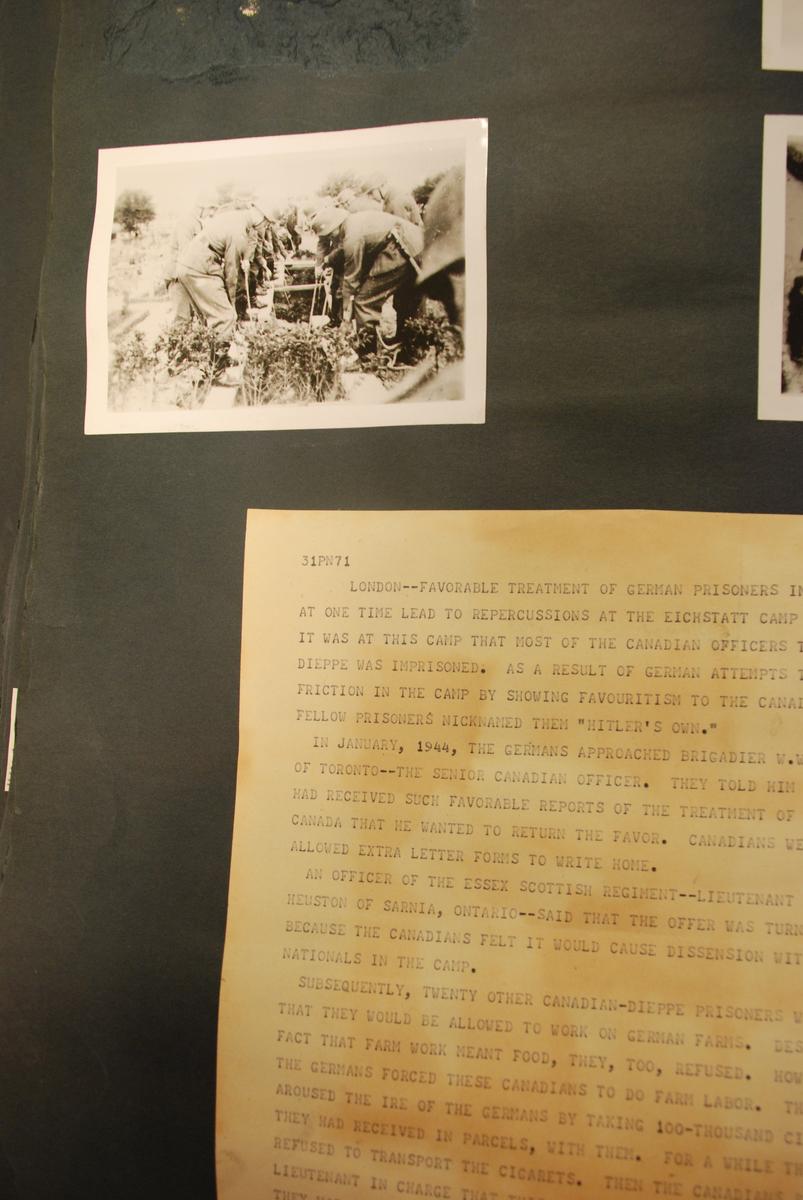 31PN71
LONDON--FAVORABLE TREATMENT OF GERMAN PRISONERS IN
AT ONE TIME LEAD TO REPERCUSSIONS AT THE EICHSTATT CAMP
IT WAS AT THIS CAMP THAT MOST OF THE CANADIAN OFFICERS T
DIEPPE WAS IMPRISONED. AS A RESULT OF GERMAN ATTEMPTS T
FRICTION IN THE CAMP BY SHOWING FAVOURITISM TO THE CANA
FELLOW PRISONERS NICKNAMED THEM "HITLER'S OWN."
IN JANUARY, 1944, THE GERMANS APPROACHED BRIGADIER W.W
OF TORONTO--THE SENIOR CANADIAN OFFICER. THEY TOLD HIM
HAD RECEIVED SUCH FAVORABLE REPORTS OF THE TREATMENT OF
CANADA THAT HE WANTED TO RETURN THE FAVOR. CANADIANS WE
ALLOWED EXTRA LETTER FORMS TO WRITE HOME.
AN OFFICER OF THE ESSEX SCOTTISH REGIMENT--LIEUTENANT
HEUSTON OF SARNIA, ONTARIO--SAID THAT THE OFFER WAS TURN
BECAUSE THE CANADIANS FELT IT WOULD CAUSE DISSENSION WIT
NATIONALS IN THE CAMP.
SUBSEQUENTLY, TWENTY OTHER CANADIAN-DIEPPE PRISONERS W
THAT THEY WOULD BE ALLOWED TO WORK ON GERMAN FARMS. DES
FACT THAT FARM WORK MEANT FOOD, THEY, TOO, REFUSED. HOW
THE GERMANS FORCED THESE CANADIANS TO DO FARM LABOR. TH
AROUSED THE IRE OF THE GERMANS BY TAKING 100-THOUSAND CI
THEY HAD RECEIVED IN PARCELS, WITH THEM. FOR A WHILE TH
REFUSED TO TRANSPORT THE CIGARETS. THEN THE CANADIANS
LIEUTENANT IN CHARGE THAT
THEY